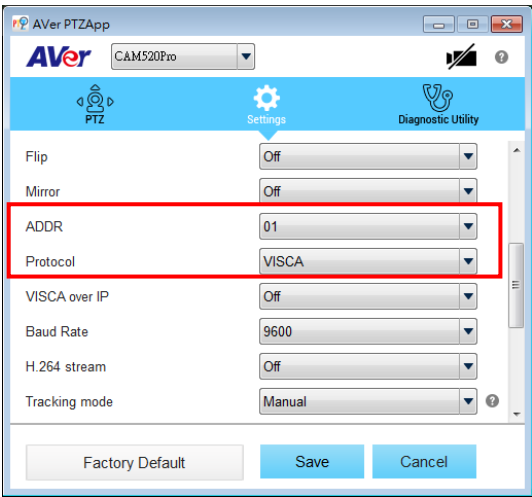 AVer PTZApp
AVer CAM520Pro
PTZ Settings Diagnostic Utility
Flip Off
Mirror Off
ADDR 01
Protocol VISCA
VISCA over IP Off
Baud Rate 9600
H.264 stream Off
Tracking mode Manual ?
Factory Default Save Cancel